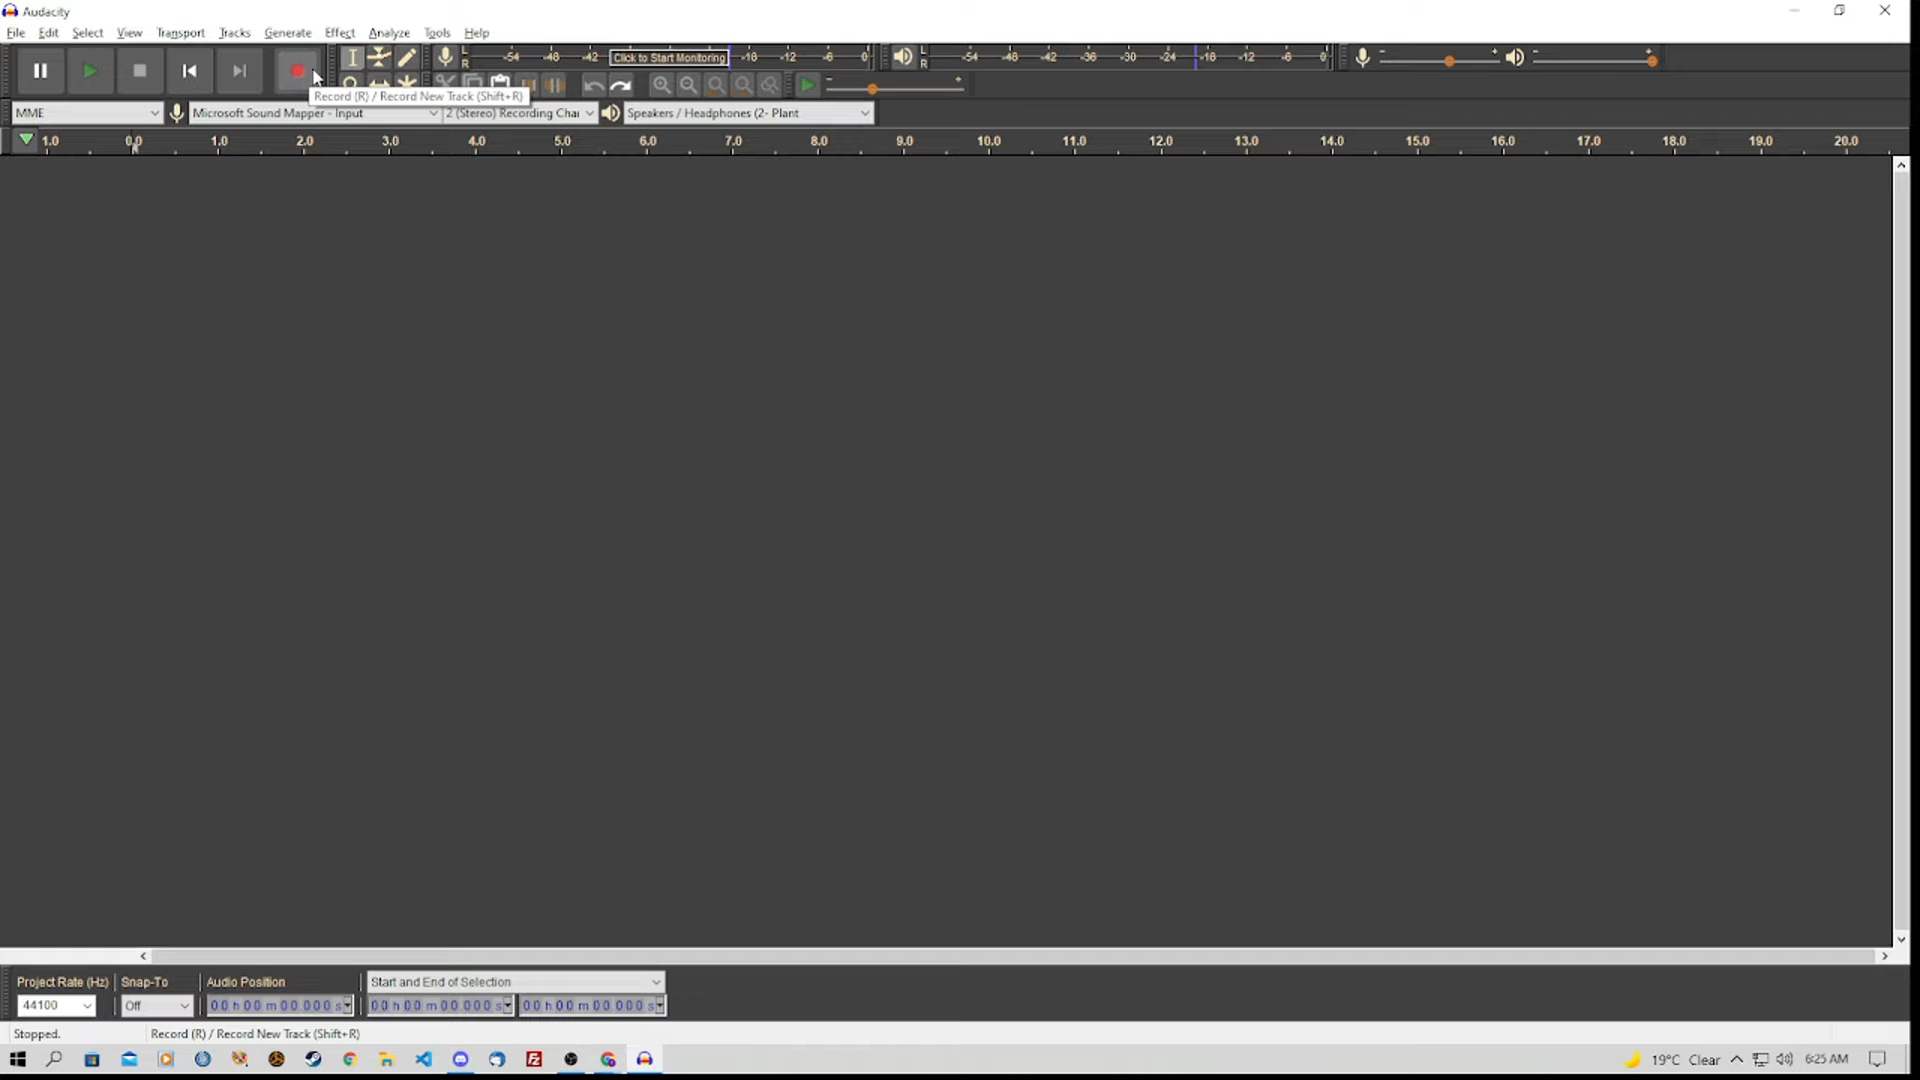 Audacity
File Edit Select View Transport Tracks Generate Effect Analyze Tools Help
L R -54 -48 -42 Click to Start Monitoring -18 -12 -6 0 L R -54 -48 -42 -36 -30 -24 -18 -12 -6 0 - + - +
- +
Record (R) / Record New Track (Shift+R)
MME Microsoft Sound Mapper - Input 2 (Stereo) Recording Char Speakers / Headphones (2- Plant
1.0 0.0 1.0 2.0 3.0 4.0 5.0 6.0 7.0 8.0 9.0 10.0 11.0 12.0 13.0 14.0 15.0 16.0 17.0 18.0 19.0 20.0
Project Rate (Hz) Snap-To Audio Position Start and End of Selection
44100 Off 00 h 00 m 00.000 s 00 h 00 m 00.000 s 00 h 00 m 00.000 s
Stopped. Record (R) / Record New Track (Shift+R)
19°C Clear 6:25 AM